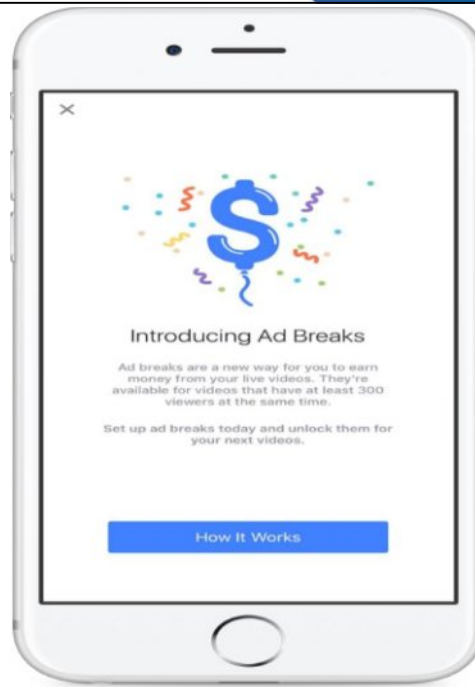 Introducing Ad Breaks
Ad breaks are a new way for you to earn
money from your live videos. They're
available for videos that have at least 300
viewers at the same time.
Set up ad breaks today and unlock them for
your next videos.
How It Works